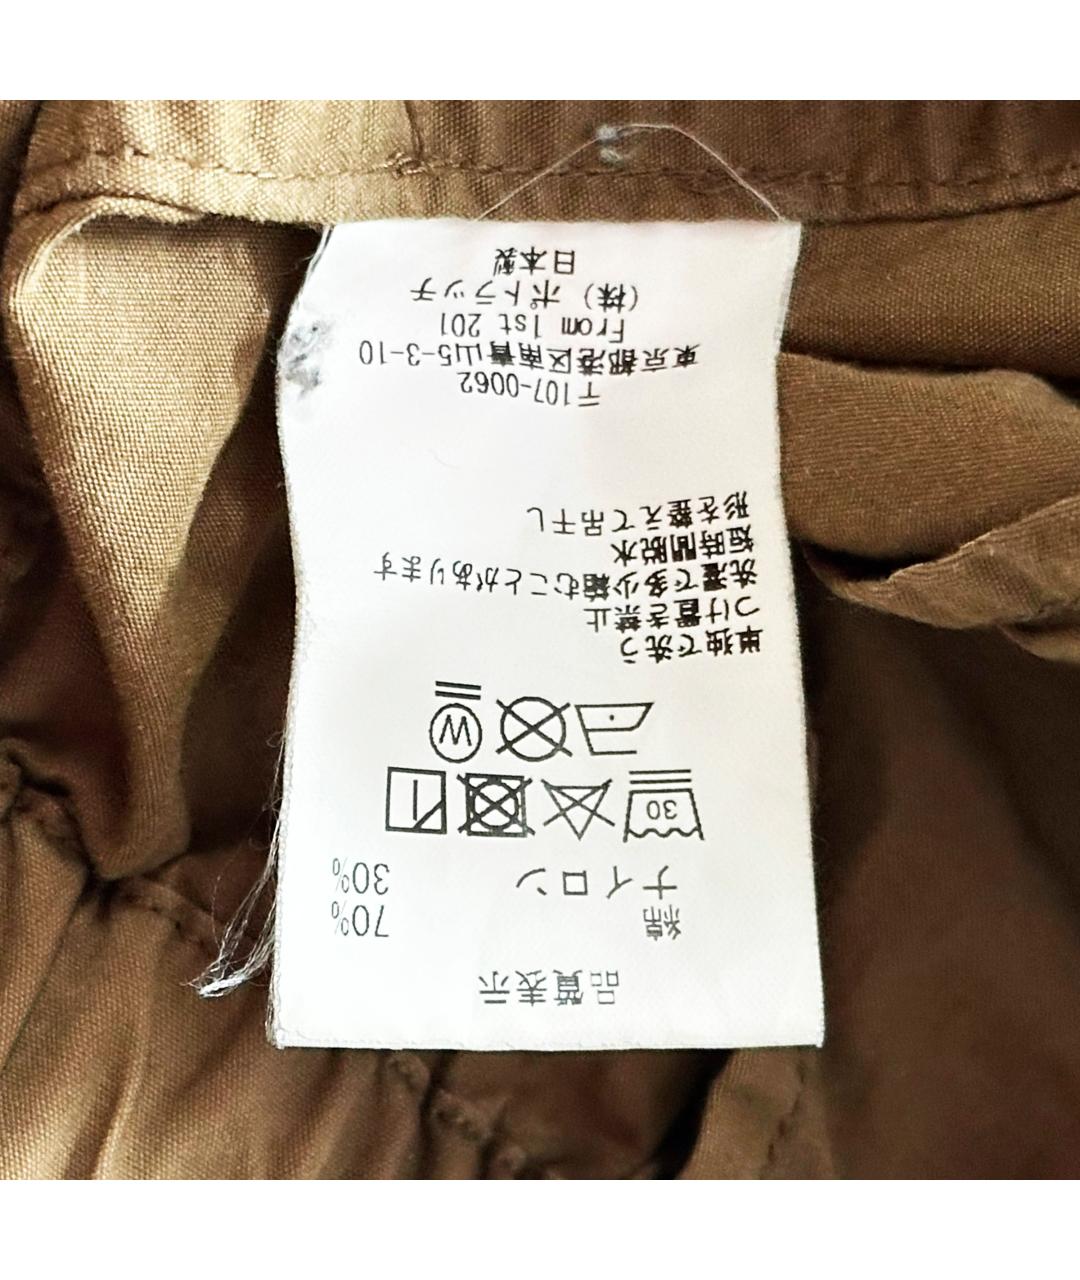 品質表示
綿 70%
ナイロン 30%
30
W
単独で洗う
つけ置き禁止
洗濯で多少縮むことがあります
短時間脱水
形を整えて吊干し
〒107-0062
東京都港区南青山5-3-10
From 1st 201
(株) ポトラッチ
日本製